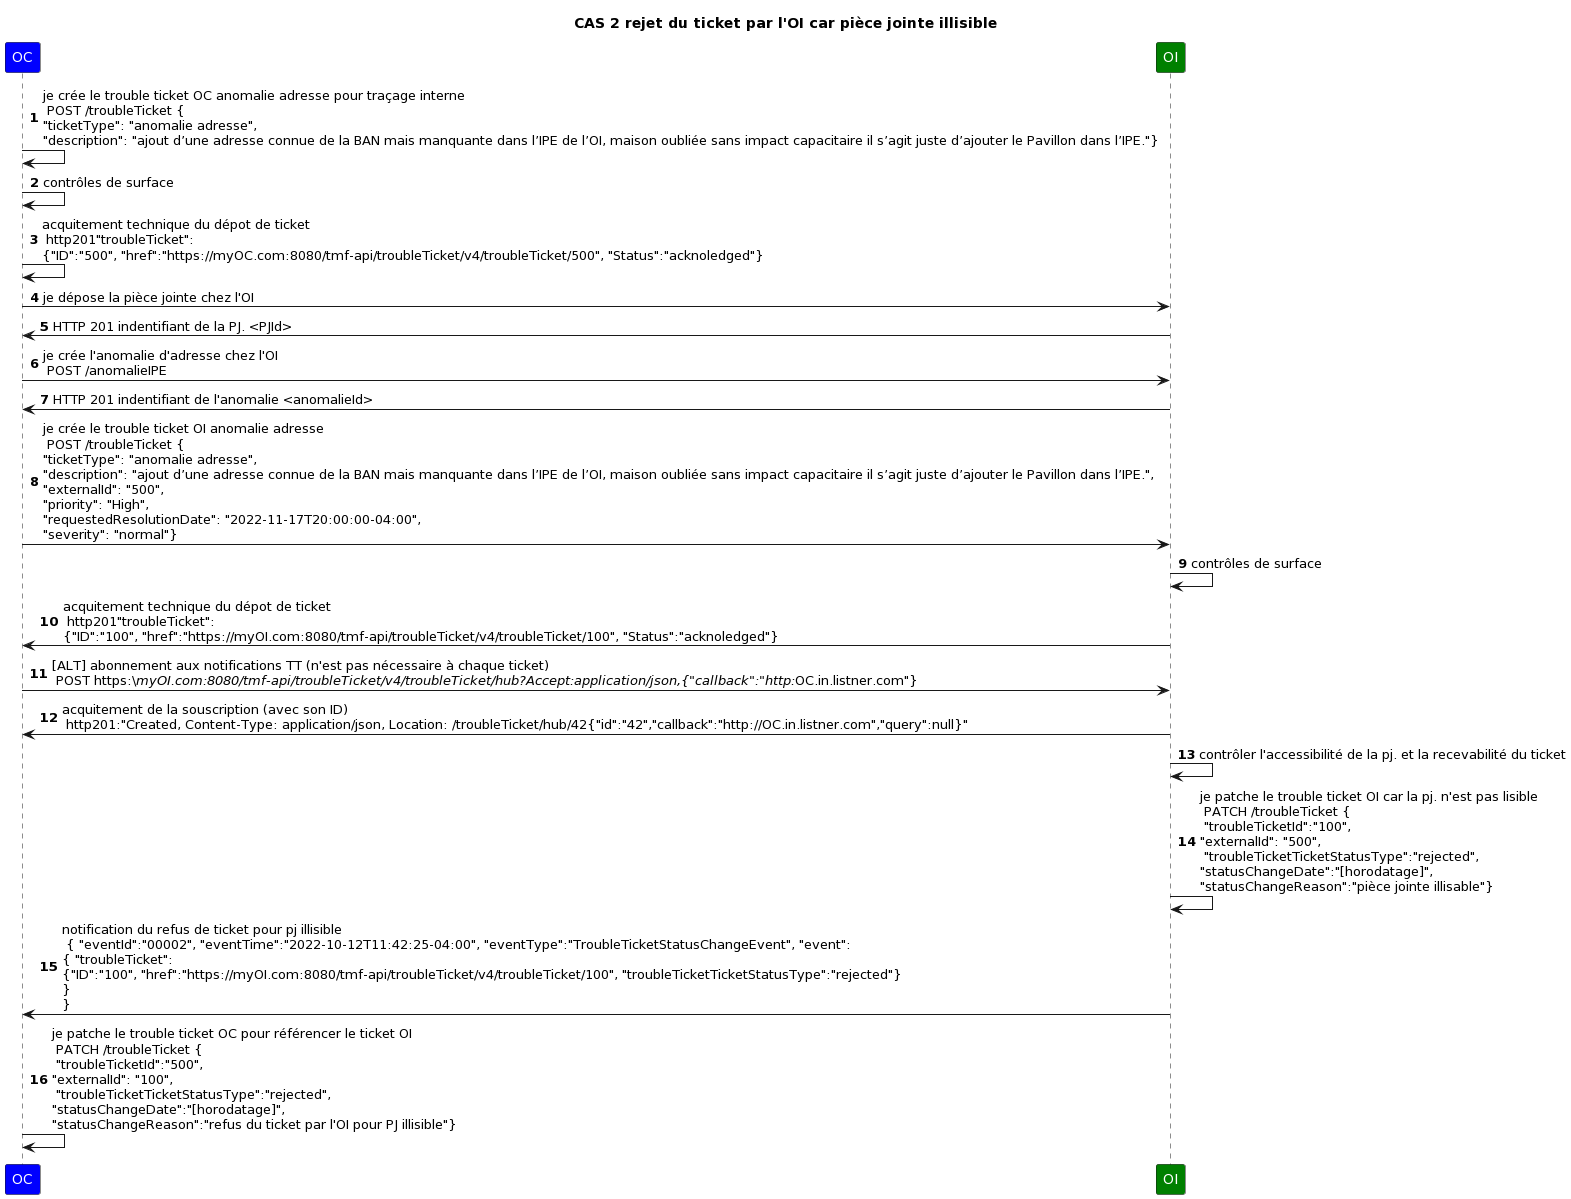 CAS 2 rejet du ticket par l'OI car pièce jointe illisible
OC
OI
je crée le trouble ticket OC anomalie adresse pour traçage interne
1 POST /troubleTicket {
"ticketType": "anomalie adresse",
"description": "ajout d’une adresse connue de la BAN mais manquante dans l’IPE de l’OI, maison oubliée sans impact capacitaire il s’agit juste d’ajouter le Pavillon dans l’IPE."}
2 contrôles de surface
acquitement technique du dépot de ticket
3 http201"troubleTicket":
{"ID":"500", "href":"https://myOC.com:8080/tmf-api/troubleTicket/v4/troubleTicket/500", "Status":"acknoledged"}
4 je dépose la pièce jointe chez l'OI
5 HTTP 201 indentifiant de la PJ. <PJId>
je crée l'anomalie d'adresse chez l'OI
6 POST /anomalieIPE
7 HTTP 201 indentifiant de l'anomalie <anomalieId>
je crée le trouble ticket OI anomalie adresse
POST /troubleTicket {
"ticketType": "anomalie adresse",
"description": "ajout d’une adresse connue de la BAN mais manquante dans l’IPE de l’OI, maison oubliée sans impact capacitaire il s’agit juste d’ajouter le Pavillon dans l’IPE.",
8 "externalId": "500",
"priority": "High",
"requestedResolutionDate": "2022-11-17T20:00:00-04:00",
"severity": "normal"}
9 contrôles de surface
acquitement technique du dépot de ticket
10 http201"troubleTicket":
{"ID":"100", "href":"https://myOI.com:8080/tmf-api/troubleTicket/v4/troubleTicket/100", "Status":"acknoledged"}
[ALT] abonnement aux notifications TT (n'est pas nécessaire à chaque ticket)
11 POST https:\myOI.com:8080/tmf-api/troubleTicket/v4/troubleTicket/hub?Accept:application/json,{"callback":"http:OC.in.listner.com"}
acquitement de la souscription (avec son ID)
12 http201:"Created, Content-Type: application/json, Location: /troubleTicket/hub/42{"id":"42","callback":"http://OC.in.listner.com","query":null}"
13 contrôler l'accessibilité de la pj. et la recevabilité du ticket
je patche le trouble ticket OI car la pj. n'est pas lisible
PATCH /troubleTicket {
"troubleTicketId":"100",
14 "externalId": "500",
"troubleTicketTicketStatusType":"rejected",
"statusChangeDate":"[horodatage]",
"statusChangeReason":"pièce jointe illisable"}
notification du refus de ticket pour pj illisible
{ "eventId":"00002", "eventTime":"2022-10-12T11:42:25-04:00", "eventType":"TroubleTicketStatusChangeEvent", "event":
15 { "troubleTicket":
{"ID":"100", "href":"https://myOI.com:8080/tmf-api/troubleTicket/v4/troubleTicket/100", "troubleTicketTicketStatusType":"rejected"}
}
}
je patche le trouble ticket OC pour référencer le ticket OI
PATCH /troubleTicket {
"troubleTicketId":"500",
16 "externalId": "100",
"troubleTicketTicketStatusType":"rejected",
"statusChangeDate":"[horodatage]",
"statusChangeReason":"refus du ticket par l'OI pour PJ illisible"}
OC
OI